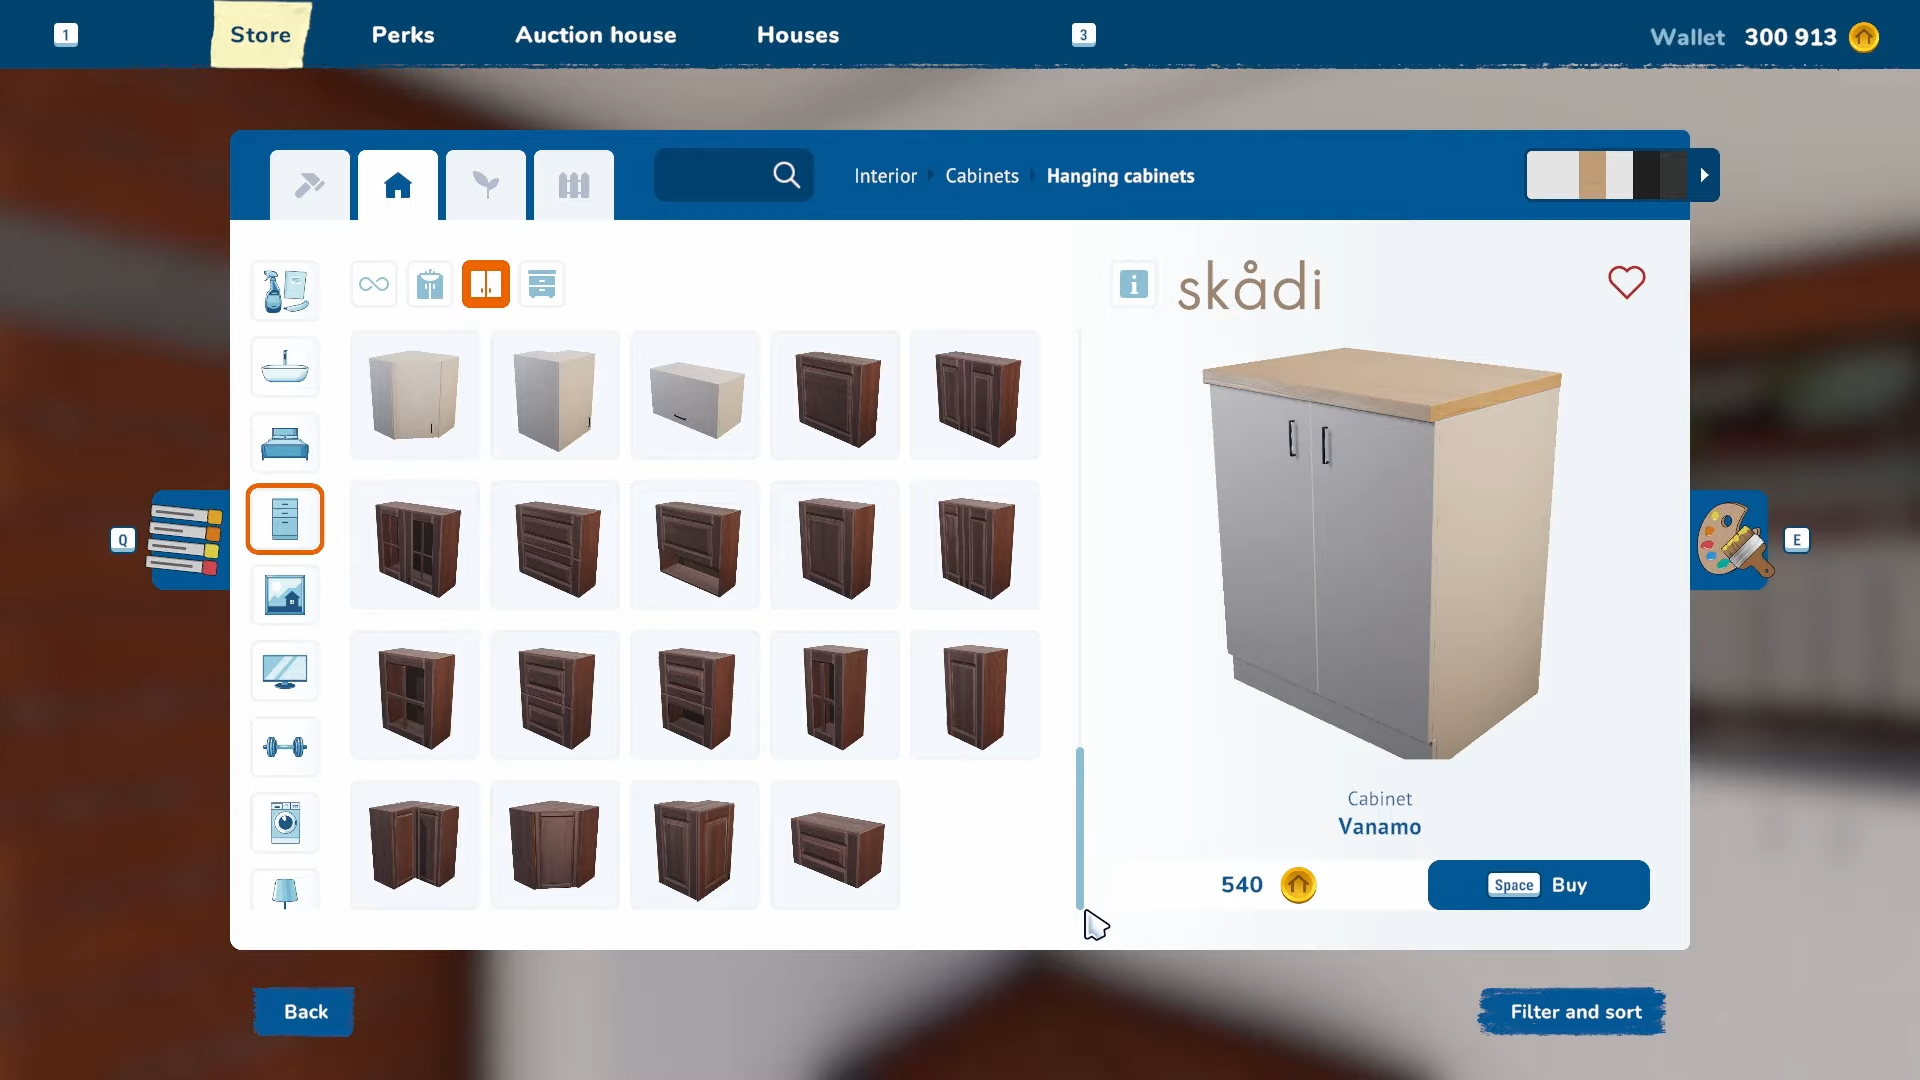 1
Store
Perks
Auction house
Houses
3
Wallet 300 913
Interior
Cabinets
Hanging cabinets
i
skådi
Q
E
Cabinet
Vanamo
540
Space
Buy
Back
Filter and sort